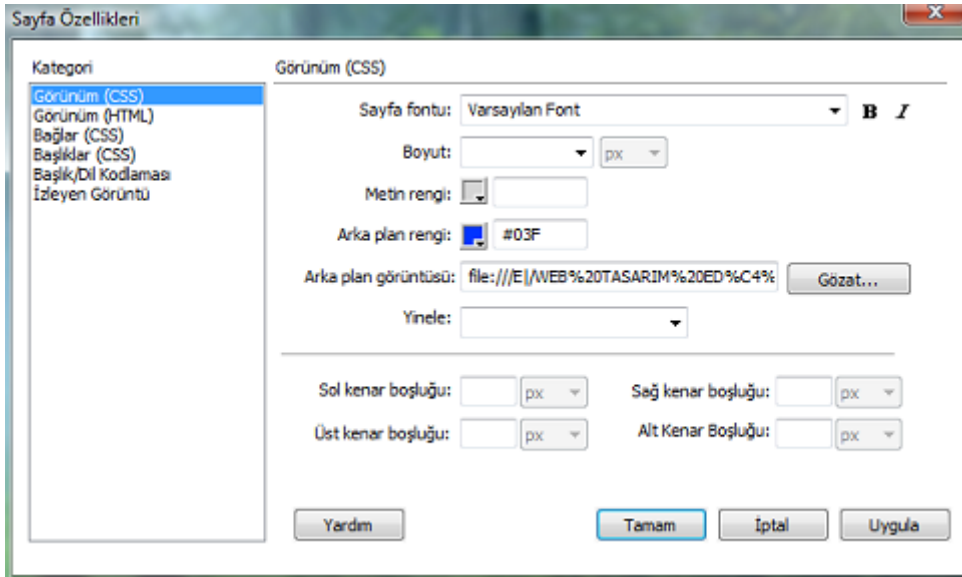 Sayfa Özellikleri
Kategori
Görünüm (CSS)
Görünüm (HTML)
Bağlar (CSS)
Başlıklar (CSS)
Başlık/Dil Kodlaması
İzleyen Görüntü
Görünüm (CSS)
Sayfa fontu: Varsayılan Font B I
Boyut: px
Metin rengi:
Arka plan rengi: #03F
Arka plan görüntüsü: file:///E|/WEB%20TASARIM%20ED%C4% Gözat...
Yinele:
Sol kenar boşluğu: px Sağ kenar boşluğu: px
Üst kenar boşluğu: px Alt Kenar Boşluğu: px
Yardım Tamam İptal Uygula